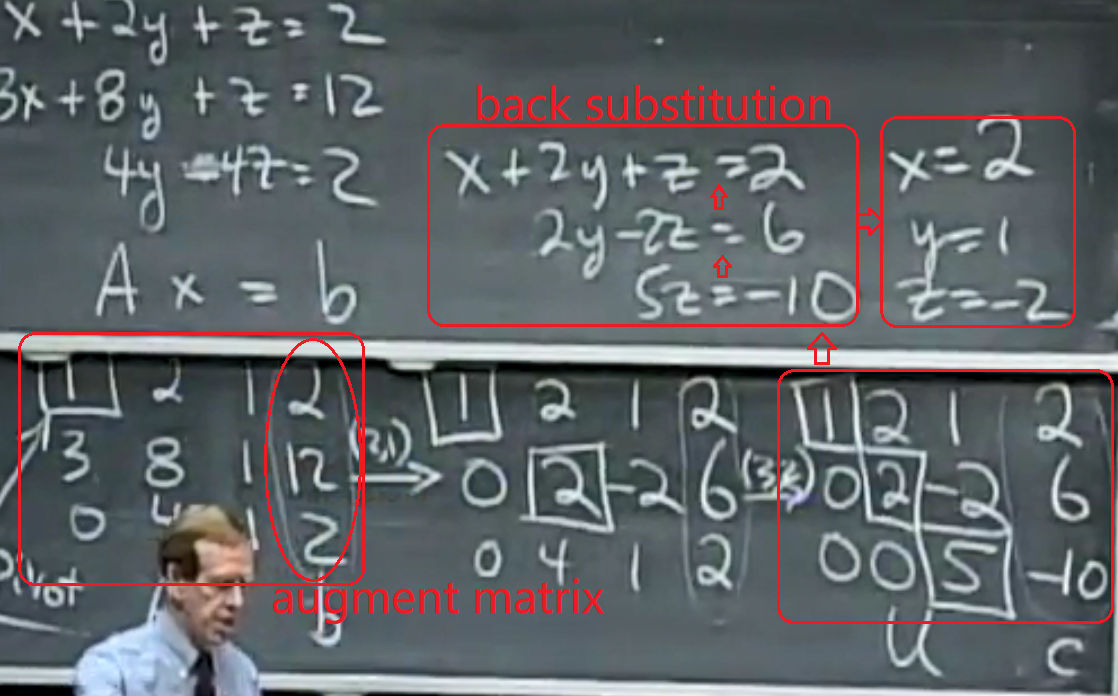 x + 2y + z = 2
3x + 8y + z = 12
4y -4z = 2
A x = b
back substitution
x + 2y + z = 2
2y - 2z = 6
5z = -10
x = 2
y = 1
z = -2
1 2 1 2
3 8 1 12
0 4 1 2
Pivot
augment matrix
b
(2,1)
1 2 1 2
0 2 -2 6
0 4 1 2
1 2 1 2
0 2 -2 6
0 0 5 -10
U c